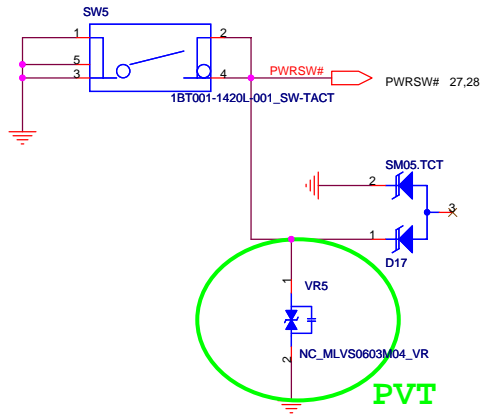 SW5
1 2
5
3 4
PWRSW#
PWRSW# 27,28
1BT001-1420L-001_SW-TACT
SM05.TCT
2
3
1
D17
1
VR5
2
NC_MLVS0603M04_VR
PVT